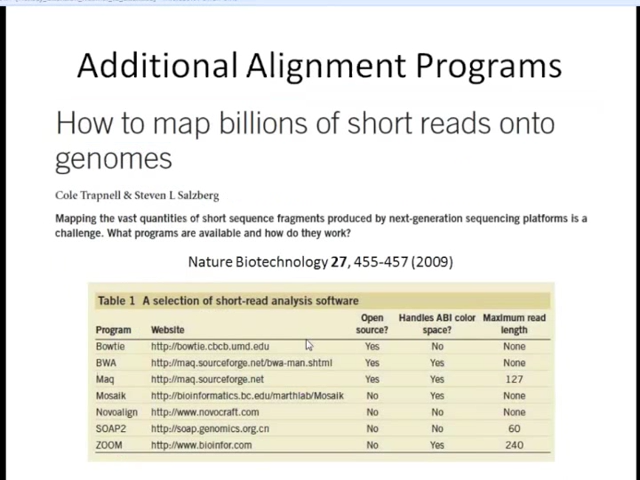 Additional Alignment Programs
How to map billions of short reads onto
genomes
Cole Trapnell & Steven L Salzberg
Mapping the vast quantities of short sequence fragments produced by next-generation sequencing platforms is a
challenge. What programs are available and how do they work?
Nature Biotechnology 27, 455-457 (2009)
Table 1 A selection of short-read analysis software
Program Website Open source? Handles ABI color space? Maximum read length
Bowtie http://bowtie.cbcb.umd.edu Yes No None
BWA http://maq.sourceforge.net/bwa-man.shtml Yes Yes None
Maq http://maq.sourceforge.net Yes Yes 127
Mosaik http://bioinformatics.bc.edu/marthlab/Mosaik No Yes None
Novoalign http://www.novocraft.com No No None
SOAP2 http://soap.genomics.org.cn No No 60
ZOOM http://www.bioinfor.com No Yes 240